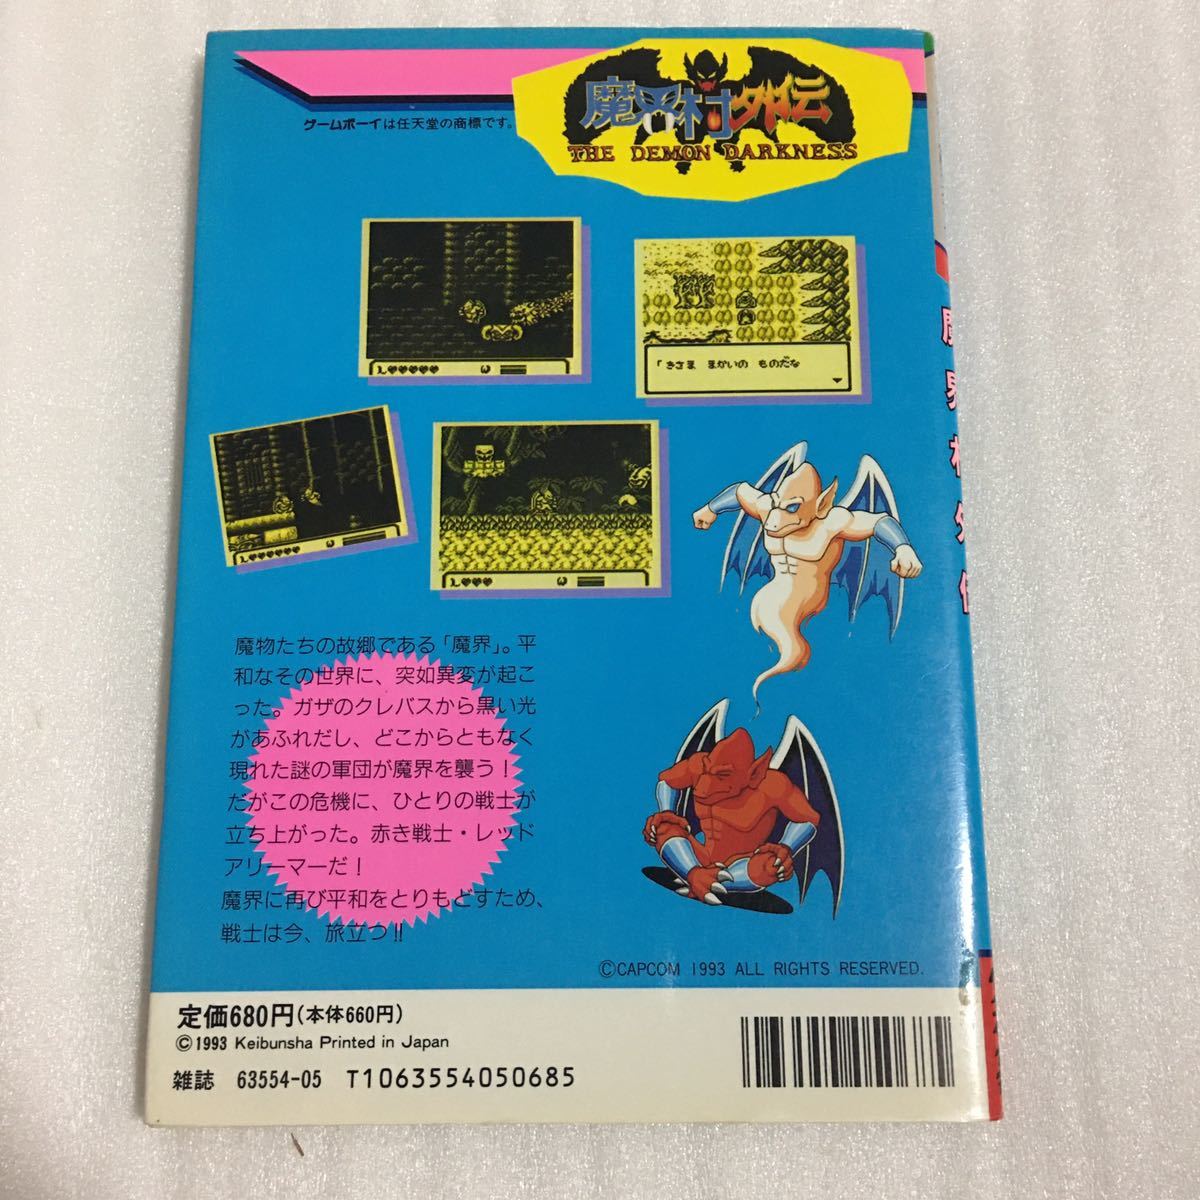 魔界村外伝
THE DEMON DARKNESS
ゲームボーイは任天堂の商標です。
「きさま まかいの ものだな
魔物たちの故郷である「魔界」。平
和なその世界に、突如異変が起こ
った。ガザのクレバスから黒い光
があふれだし、どこからともなく
現れた謎の軍団が魔界を襲う！
だがこの危機に、ひとりの戦士が
立ち上がった。赤き戦士・レッド
アリーマーだ！
魔界に再び平和をとりもどすため、
戦士は今、旅立つ!!
©CAPCOM 1993 ALL RIGHTS RESERVED.
定価680円(本体660円)
©1993 Keibunsha Printed in Japan
雑誌 63554-05 T1063554050685
魔界村外伝